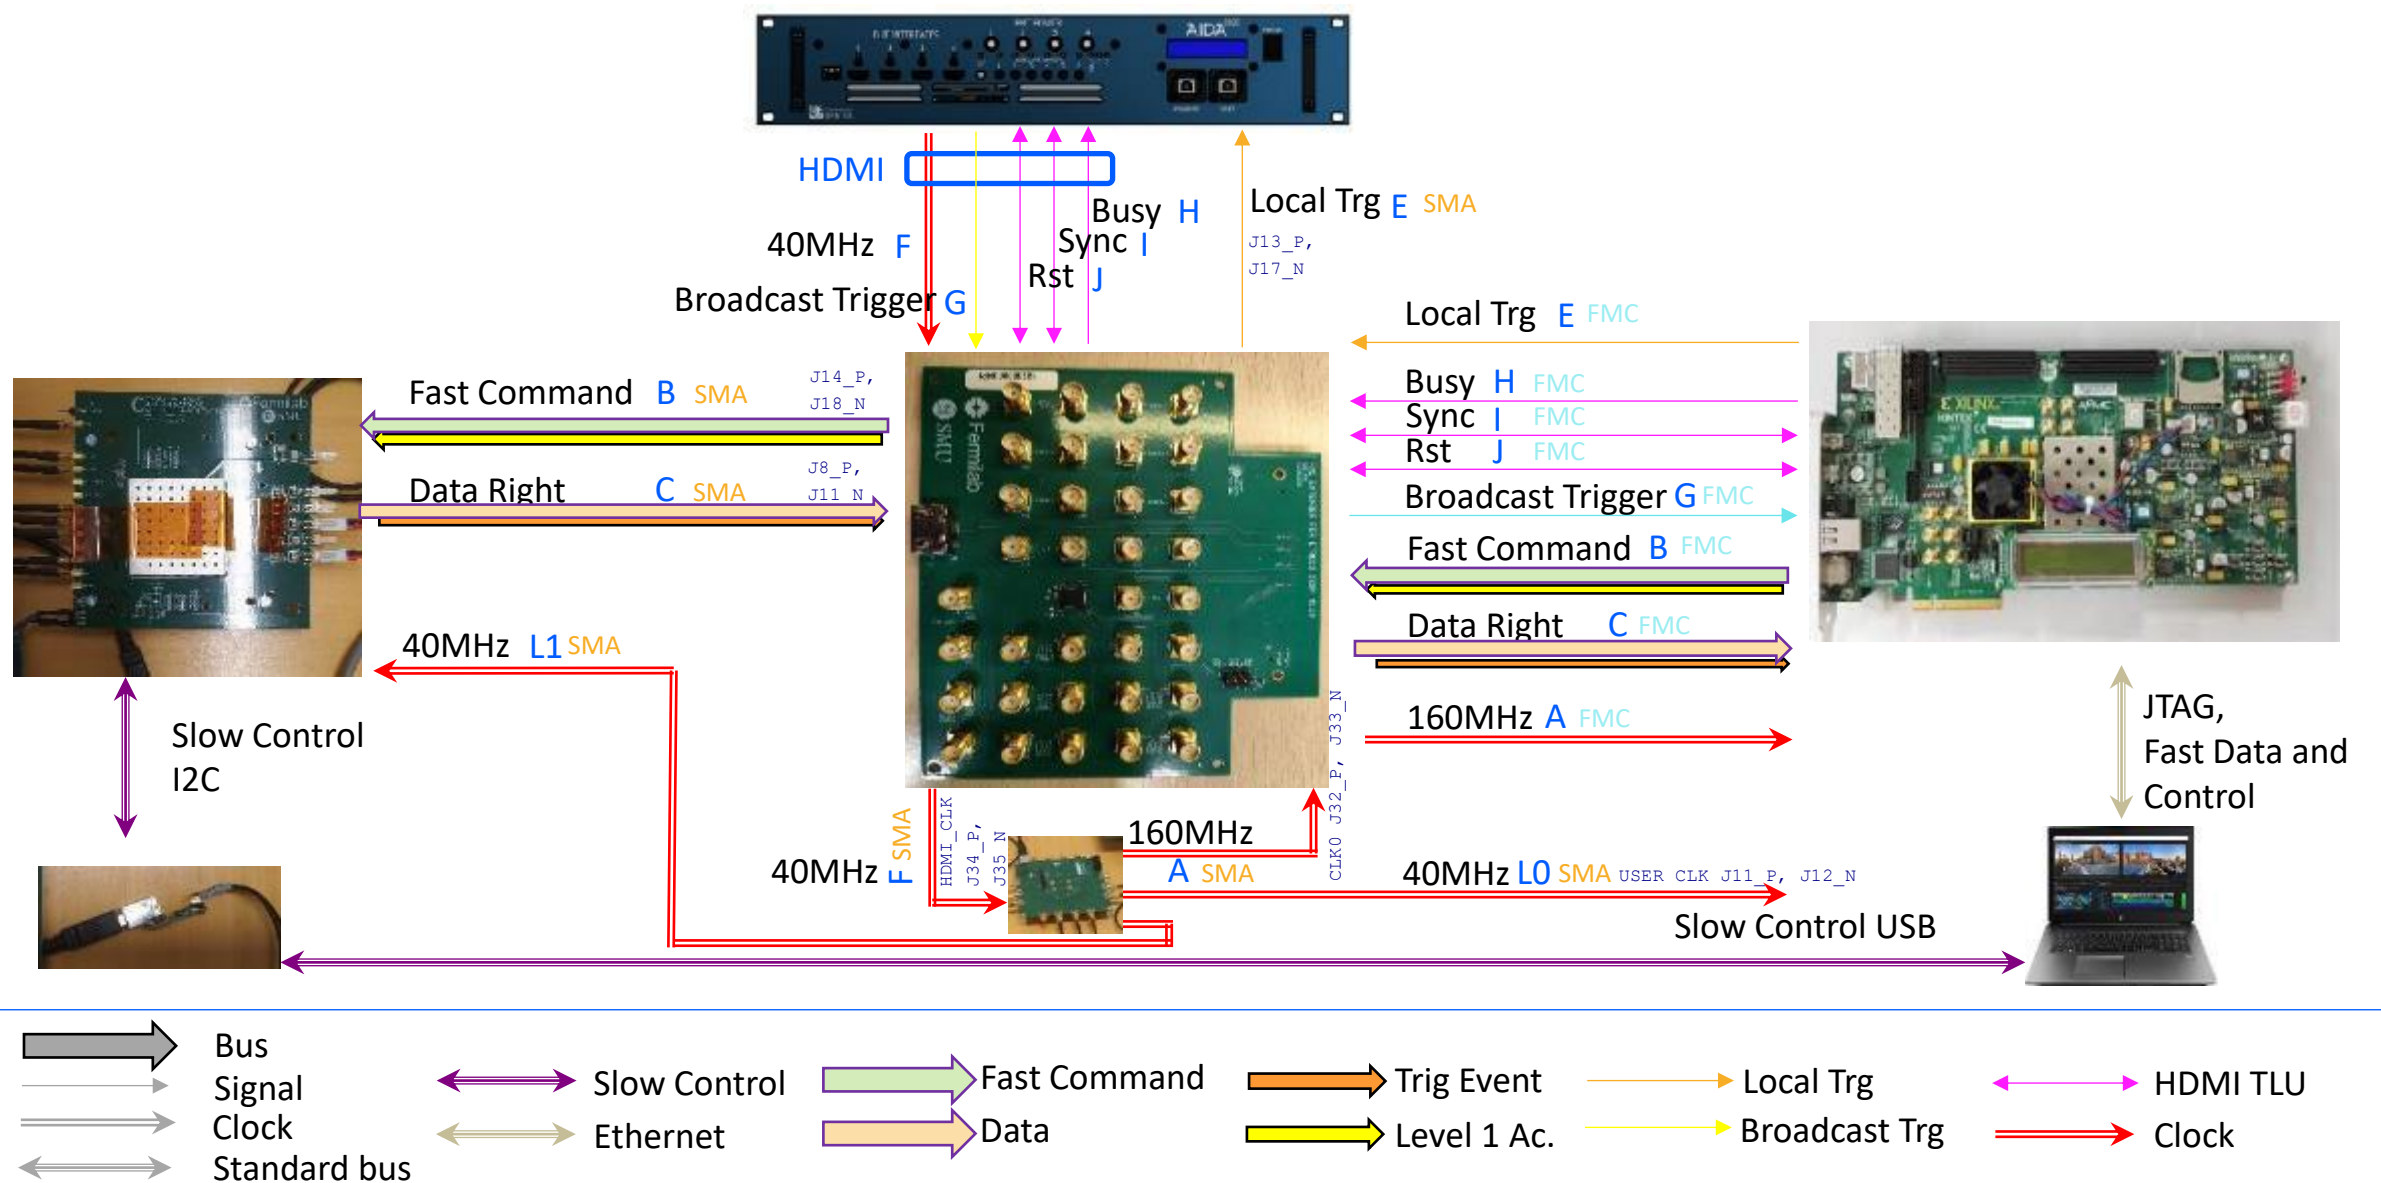 AIDA
HDMI
Busy H
Local Trg E SMA
40MHz F
Sync I
J13_P,
J17_N
Rst J
Broadcast Trigger G
Local Trg E FMC
Fast Command B SMA
J14_P,
J18_N
Busy H FMC
Sync I FMC
Rst J FMC
Data Right C SMA
J8_P,
J11_N
Broadcast Trigger G FMC
Fast Command B FMC
Data Right C FMC
Fermilab
SMU
XILINX
40MHz L1 SMA
160MHz A FMC
Slow Control
I2C
JTAG,
Fast Data and
Control
40MHz F SMA
HDMI_CLK
J34_P,
J35_N
160MHz
A SMA
CLK0 J32_P, J33_N
40MHz L0 SMA USER CLK J11_P, J12_N
Slow Control USB
Bus
Signal
Clock
Standard bus
Slow Control
Ethernet
Fast Command
Data
Trig Event
Level 1 Ac.
Local Trg
Broadcast Trg
HDMI TLU
Clock